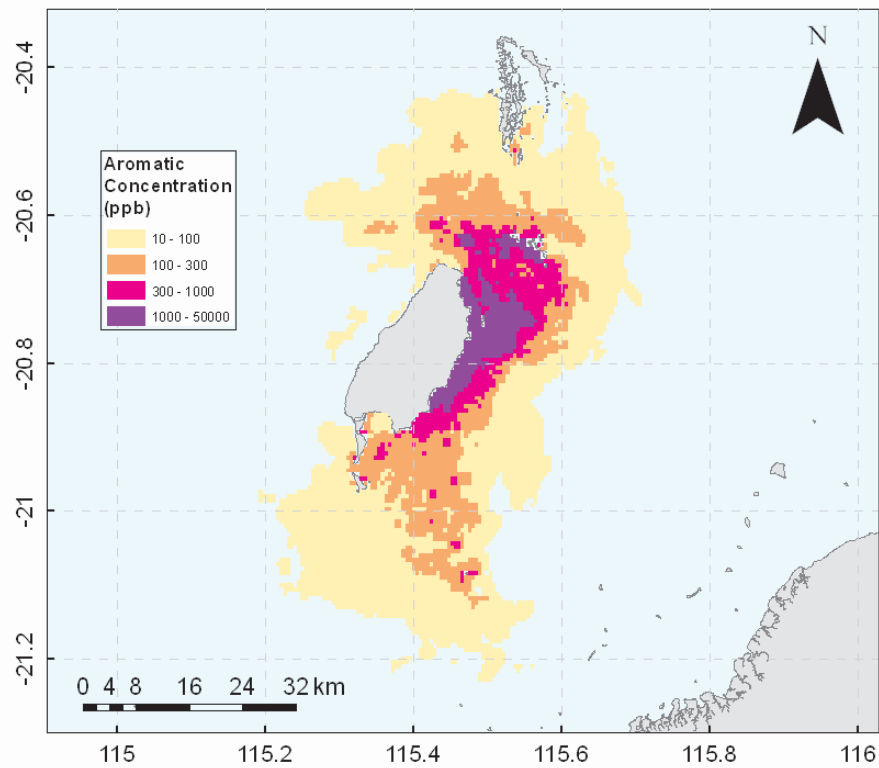 -20.4
-20.6
-20.8
-21
-21.2
N
Aromatic
Concentration
(ppb)
10 - 100
100 - 300
300 - 1000
1000 - 50000
0 4 8 16 24 32 km
115 115.2 115.4 115.6 115.8 116